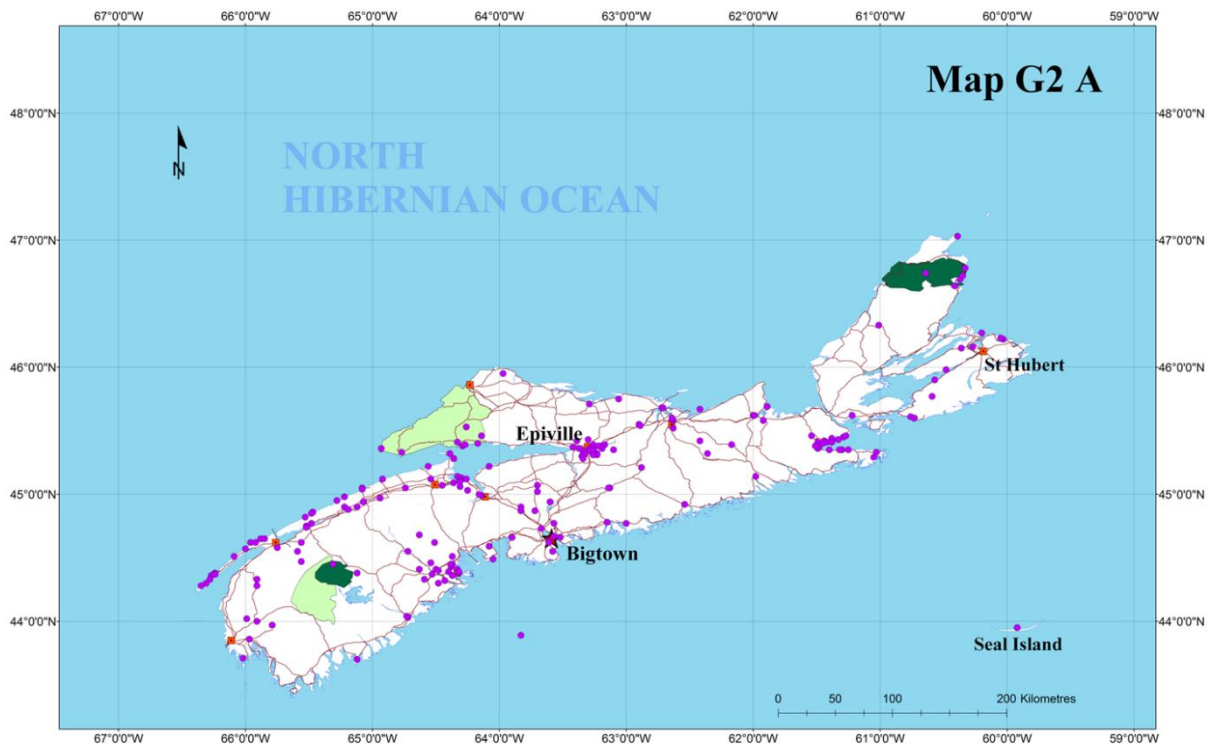 67°0'0"W 66°0'0"W 65°0'0"W 64°0'0"W 63°0'0"W 62°0'0"W 61°0'0"W 60°0'0"W 59°0'0"W
Map G2 A
48°0'0"N 48°0'0"N
N
NORTH
HIBERNIAN OCEAN
47°0'0"N 47°0'0"N
46°0'0"N 46°0'0"N
St Hubert
Epiville
45°0'0"N 45°0'0"N
Bigtown
44°0'0"N 44°0'0"N
Seal Island
0 50 100 200 Kilometres
67°0'0"W 66°0'0"W 65°0'0"W 64°0'0"W 63°0'0"W 62°0'0"W 61°0'0"W 60°0'0"W 59°0'0"W